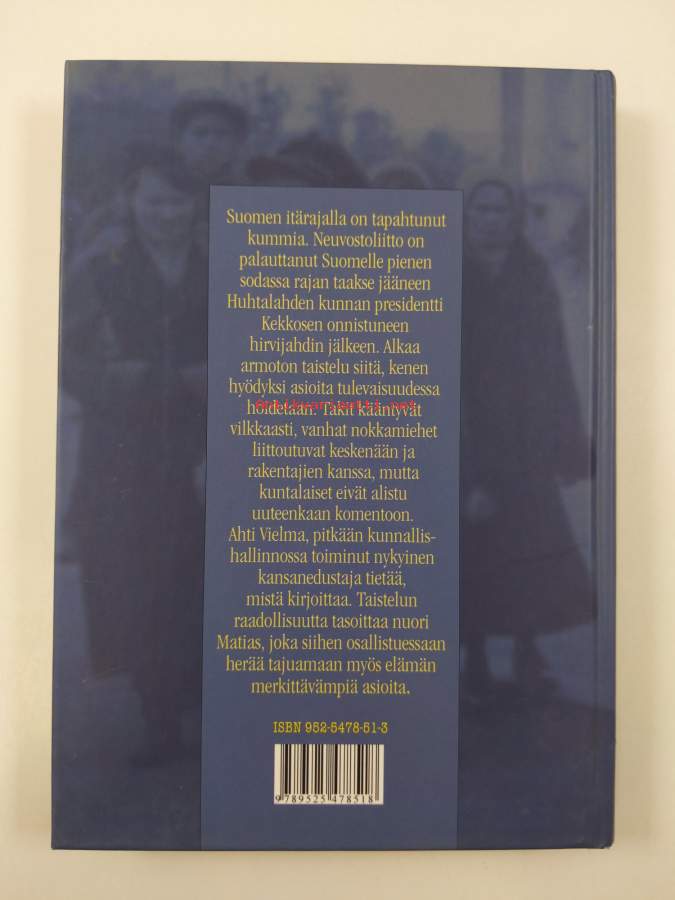 Suomen itärajalla on tapahtunut
kummia. Neuvostoliitto on
palauttanut Suomelle pienen
sodassa rajan taakse jääneen
Huhtalahden kunnan presidentti
Kekkosen onnistuneen
hirvijahdin jälkeen. Alkaa
armoton taistelu siitä, kenen
hyödyksi asioita tulevaisuudessa
hoidetaan. Takit kääntyvät
vilkkaasti, vanhat nokkamiehet
liittoutuvat keskenään ja
rakentajien kanssa, mutta
kuntalaiset eivät alistu
uuteenkaan komentoon.
Ahti Vielma, pitkään kunnallis-
hallinnossa toiminut nykyinen
kansanedustaja tietää,
mistä kirjoittaa. Taistelun
raadollisuutta tasoittaa nuori
Matias, joka siihen osallistuessaan
herää tajuamaan myös elämän
merkittävämpiä asioita.
ISBN 952-5478-51-3
9 789525 478518